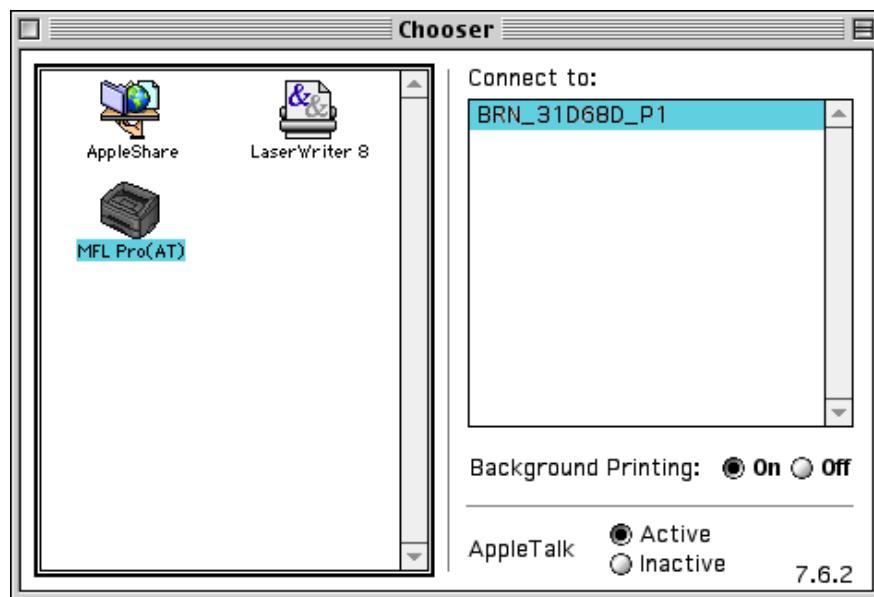 Chooser
AppleShare
LaserWriter 8
MFL Pro(AT)
Connect to:
BRN_31D68D_P1
Background Printing: On Off
AppleTalk
Active
Inactive
7.6.2